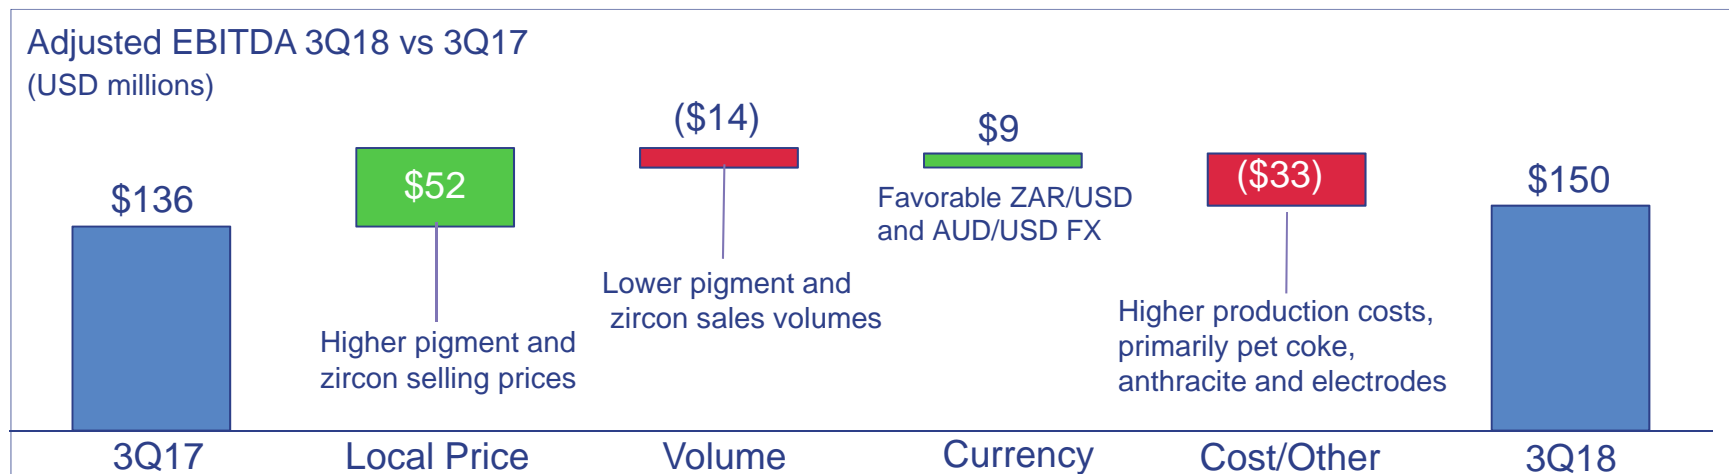 Adjusted EBITDA 3Q18 vs 3Q17
(USD millions)
$136
$52
($14)
$9
($33)
$150
Higher pigment and
zircon selling prices
Lower pigment and
zircon sales volumes
Favorable ZAR/USD
and AUD/USD FX
Higher production costs,
primarily pet coke,
anthracite and electrodes
3Q17
Local Price
Volume
Currency
Cost/Other
3Q18